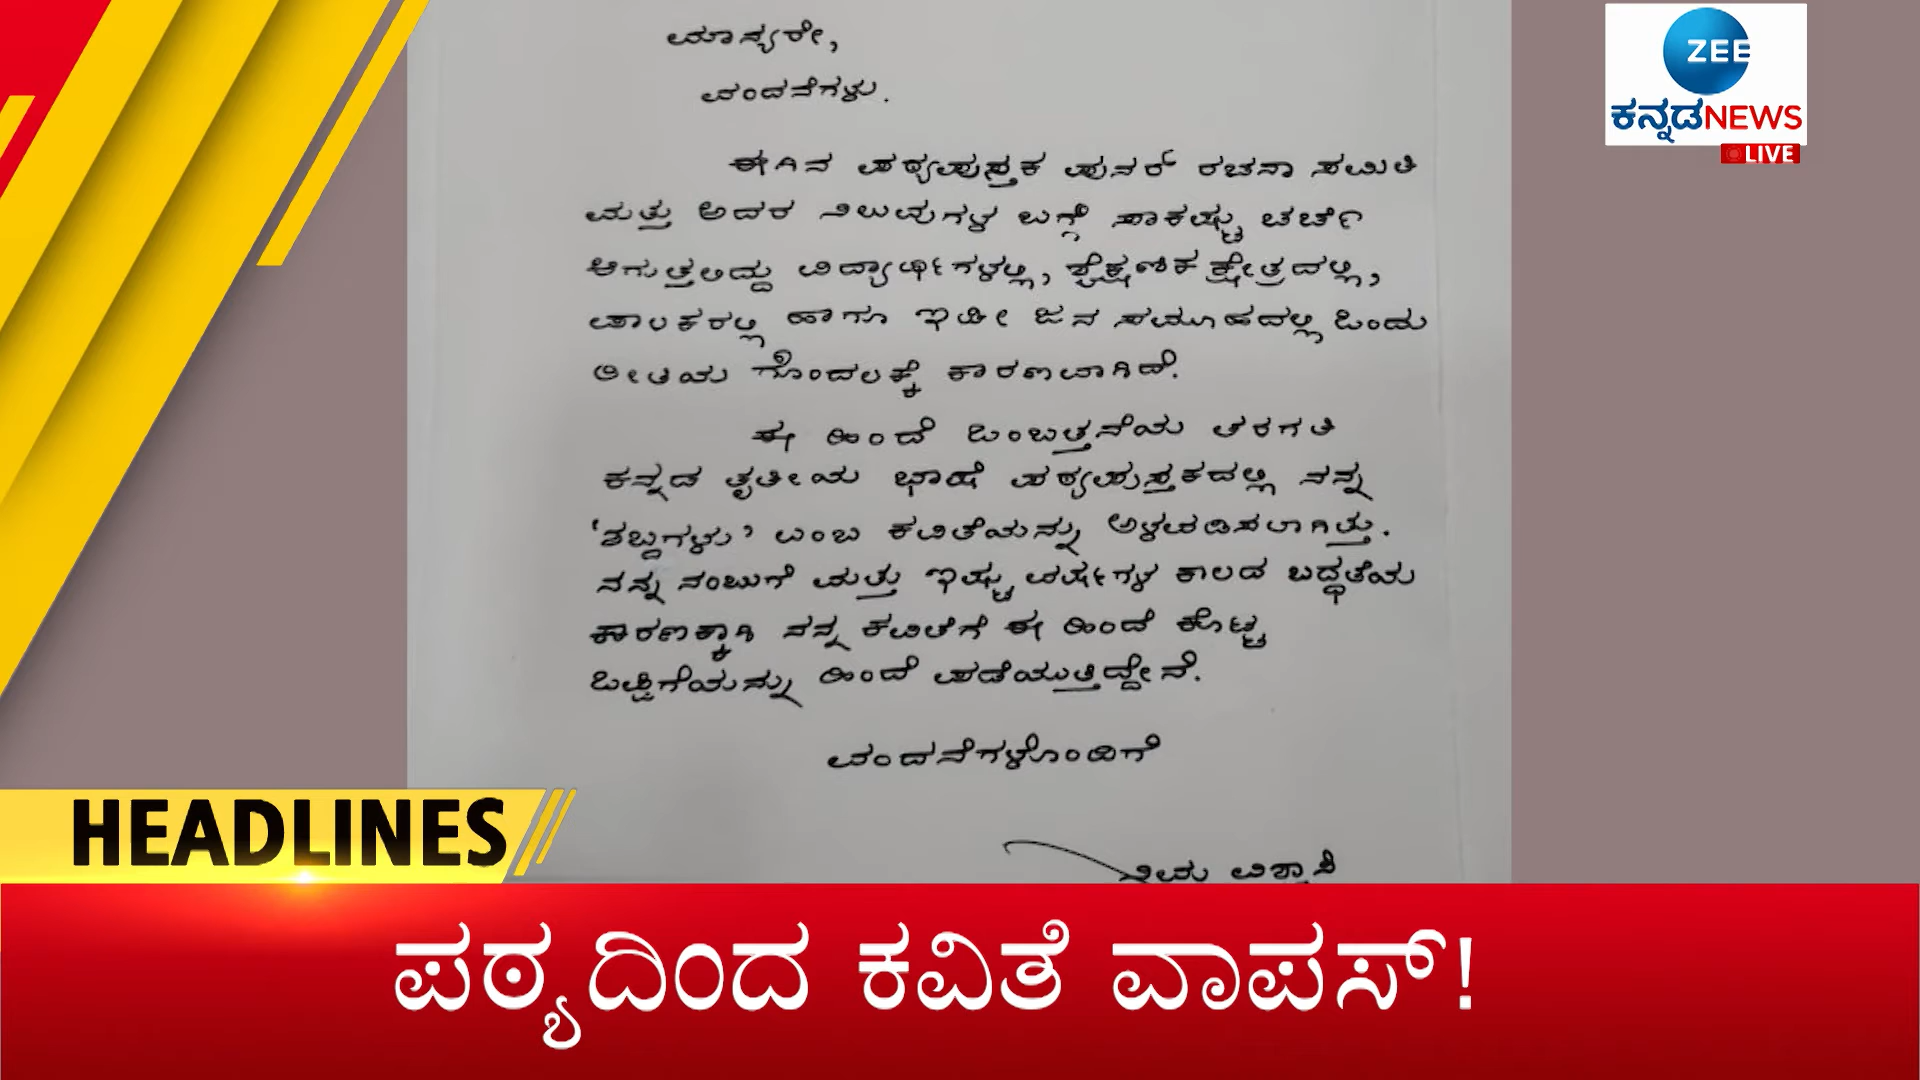 ಮಾನ್ಯರೇ,
ವಂದನೆಗಳು.
ZEE
ಕನ್ನಡNEWS
LIVE
ಈಗಿನ ಪಠ್ಯಪುಸ್ತಕ ಪುನರ್ ರಚನಾ ಸಮಿತಿ
ಮತ್ತು ಅದರ ನಿಲುವುಗಳ ಬಗ್ಗೆ ಸಾಕಷ್ಟು ಚರ್ಚೆ
ಆಗುತ್ತಲಿದ್ದು ವಿದ್ಯಾರ್ಥಿಗಳಲ್ಲಿ, ಶೈಕ್ಷಣಿಕ ಕ್ಷೇತ್ರದಲ್ಲಿ,
ಪಾಲಕರಲ್ಲಿ ಹಾಗೂ ಇಡೀ ಜನ ಸಮೂಹದಲ್ಲಿ ಒಂದು
ರೀತಿಯ ಗೊಂದಲಕ್ಕೆ ಕಾರಣವಾಗಿದೆ.
ಈ ಹಿಂದೆ ಒಂಬತ್ತನೆಯ ತರಗತಿ
ಕನ್ನಡ ತೃತೀಯ ಭಾಷೆ ಪಠ್ಯಪುಸ್ತಕದಲ್ಲಿ ನನ್ನ
'ಶಬ್ದಗಳು' ಎಂಬ ಕವಿತೆಯನ್ನು ಅಳವಡಿಸಲಾಗಿತ್ತು.
ನನ್ನ ನಂಬುಗೆ ಮತ್ತು ಇಷ್ಟು ವರ್ಷಗಳ ಕಾಲದ ಬದ್ಧತೆಯ
ಕಾರಣಕ್ಕಾಗಿ ನನ್ನ ಕವಿತೆಗೆ ಈ ಹಿಂದೆ ಕೊಟ್ಟ
ಒಪ್ಪಿಗೆಯನ್ನು ಹಿಂದೆ ಪಡೆಯುತ್ತಿದ್ದೇನೆ.
ವಂದನೆಗಳೊಂದಿಗೆ
ನಿಮ್ಮ ವಿಶ್ವಾಸಿ
HEADLINES
ಪಠ್ಯದಿಂದ ಕವಿತೆ ವಾಪಸ್!